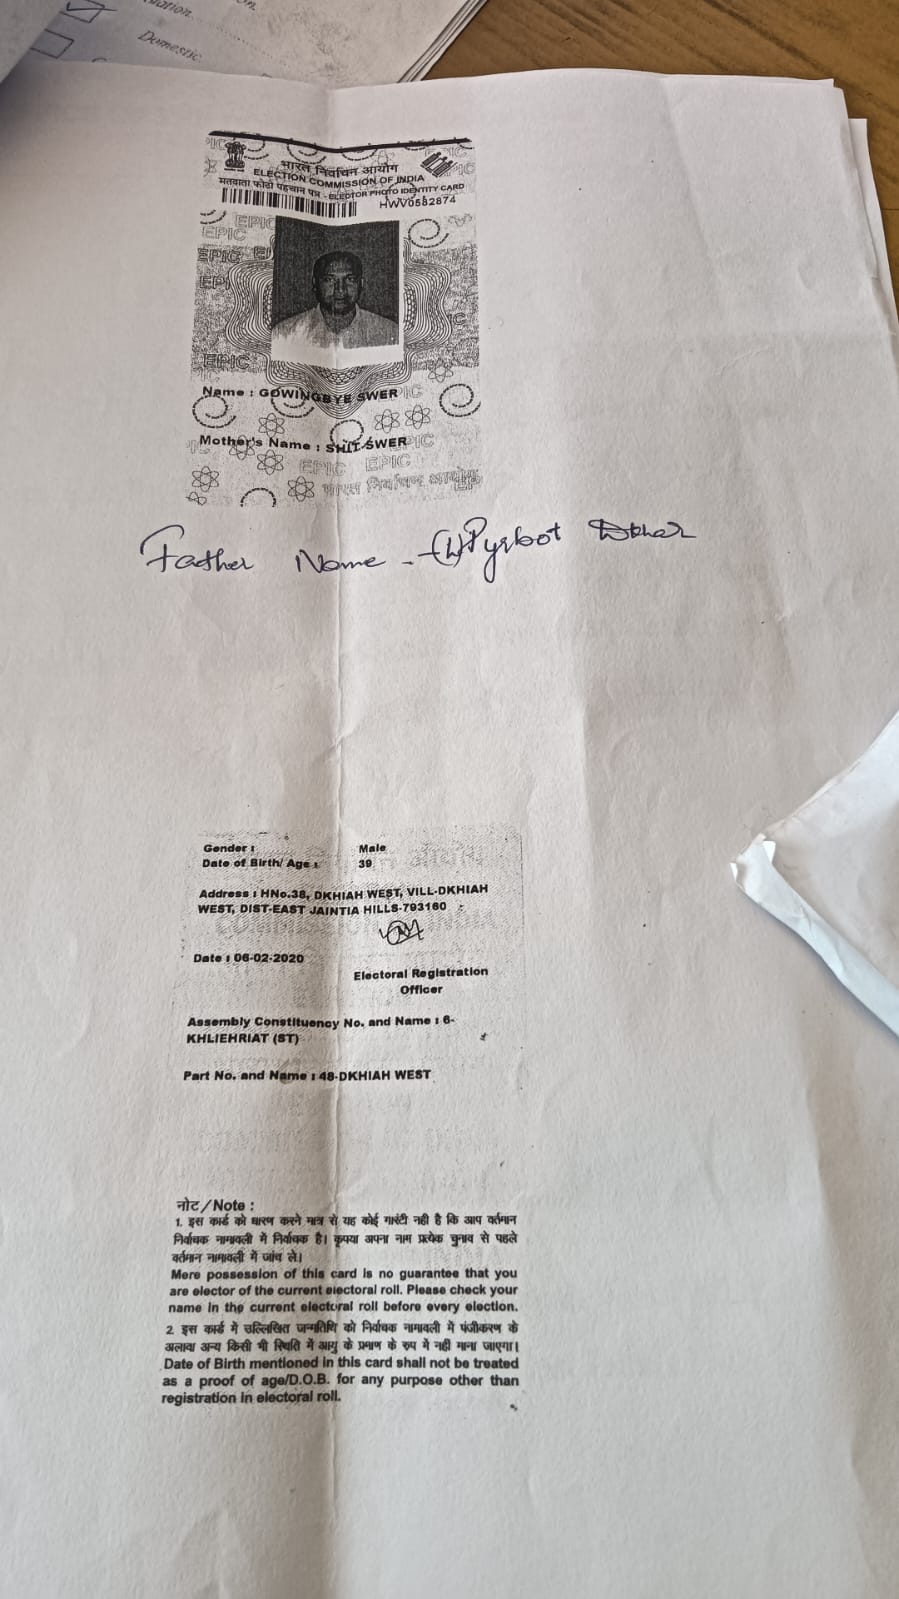 ation.
on.
Domestic
भारत निर्वाचन आयोग
ELECTION COMMISSION OF INDIA
मतदाता फोटो पहचान पत्र - ELECTOR PHOTO IDENTITY CARD
HWV0582874
EPIC
EPIC
EPIC
EPIC
Name : GOWINGBYE SWER
Mother's Name : SHIT SWER
EPIC EPIC
भारत निर्वाचन आयोग
Father Name - (L) Pyrbot Dkhar
Gender : Male
Date of Birth/ Age : 39
Address : HNo.38, DKHIAH WEST, VILL-DKHIAH
WEST, DIST-EAST JAINTIA HILLS-793160
Date : 06-02-2020
Electoral Registration
Officer
Assembly Constituency No. and Name : 6-
KHLIEHRIAT (ST)
Part No. and Name : 48-DKHIAH WEST
नोट/Note :
1. इस कार्ड को धारण करने मात्र से यह कोई गारंटी नही है कि आप वर्तमान
निर्वाचक नामावली में निर्वाचक है। कृपया अपना नाम प्रत्येक चुनाव से पहले
वर्तमान नामावली में जांच ले।
Mere possession of this card is no guarantee that you
are elector of the current electoral roll. Please check your
name in the current electoral roll before every election.
2. इस कार्ड में उल्लिखित जन्मतिथि को निर्वाचक नामावली में पंजीकरण के
अलावा अन्य किसी भी स्थिति में आयु के प्रमाण के रुप में नहीं माना जाएगा।
Date of Birth mentioned in this card shall not be treated
as a proof of age/D.O.B. for any purpose other than
registration in electoral roll.